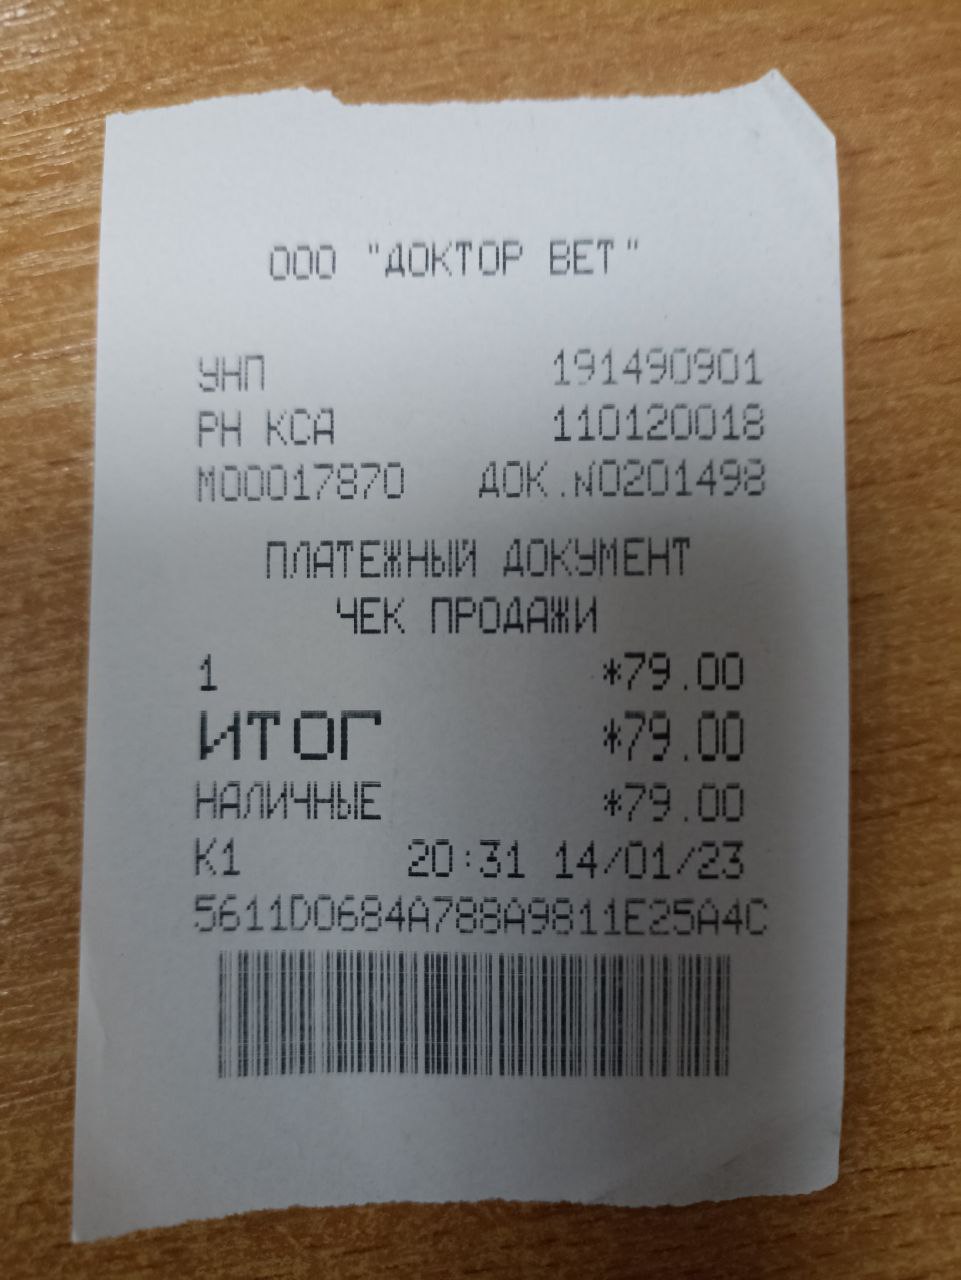 ООО "ДОКТОР ВЕТ"
УНП 191490901
РН КСА 110120018
М00017870 ДОК.N0201498
ПЛАТЕЖНЫЙ ДОКУМЕНТ
ЧЕК ПРОДАЖИ
1 *79.00
ИТОГ *79.00
НАЛИЧНЫЕ *79.00
К1 20:31 14/01/23
5611D0684A788A9811E25A4C